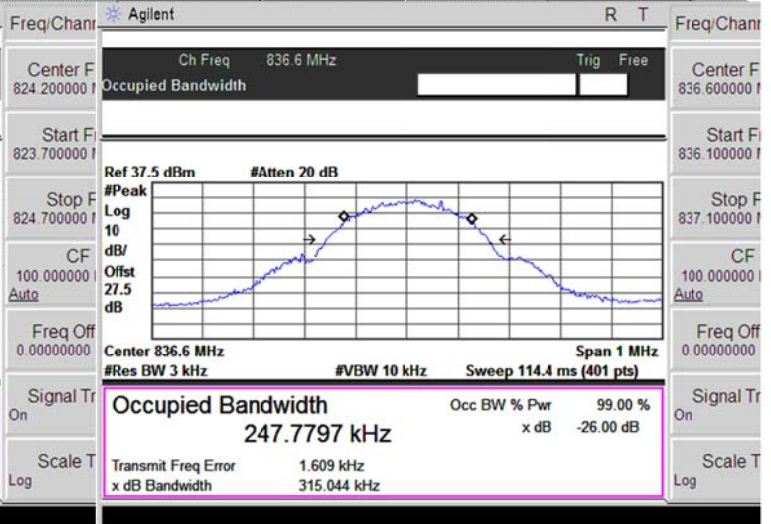 Freq/Chan
Center F
824.200000
Start F
823.700000
Stop F
824.700000
CF
100.000000
Auto
Freq Off
0.00000000
Signal Tr
On
Scale T
Log
Agilent R T
Ch Freq 836.6 MHz Trig Free
Occupied Bandwidth
Ref 37.5 dBm #Atten 20 dB
#Peak
Log
10
dB/
Offst
27.5
dB
Center 836.6 MHz Span 1 MHz
#Res BW 3 kHz #VBW 10 kHz Sweep 114.4 ms (401 pts)
Occupied Bandwidth Occ BW % Pwr 99.00 %
247.7797 kHz x dB -26.00 dB
Transmit Freq Error 1.609 kHz
x dB Bandwidth 315.044 kHz
Freq/Chan
Center F
836.600000
Start F
836.100000
Stop F
837.100000
CF
100.000000
Auto
Freq Off
0.00000000
Signal Tr
On
Scale T
Log